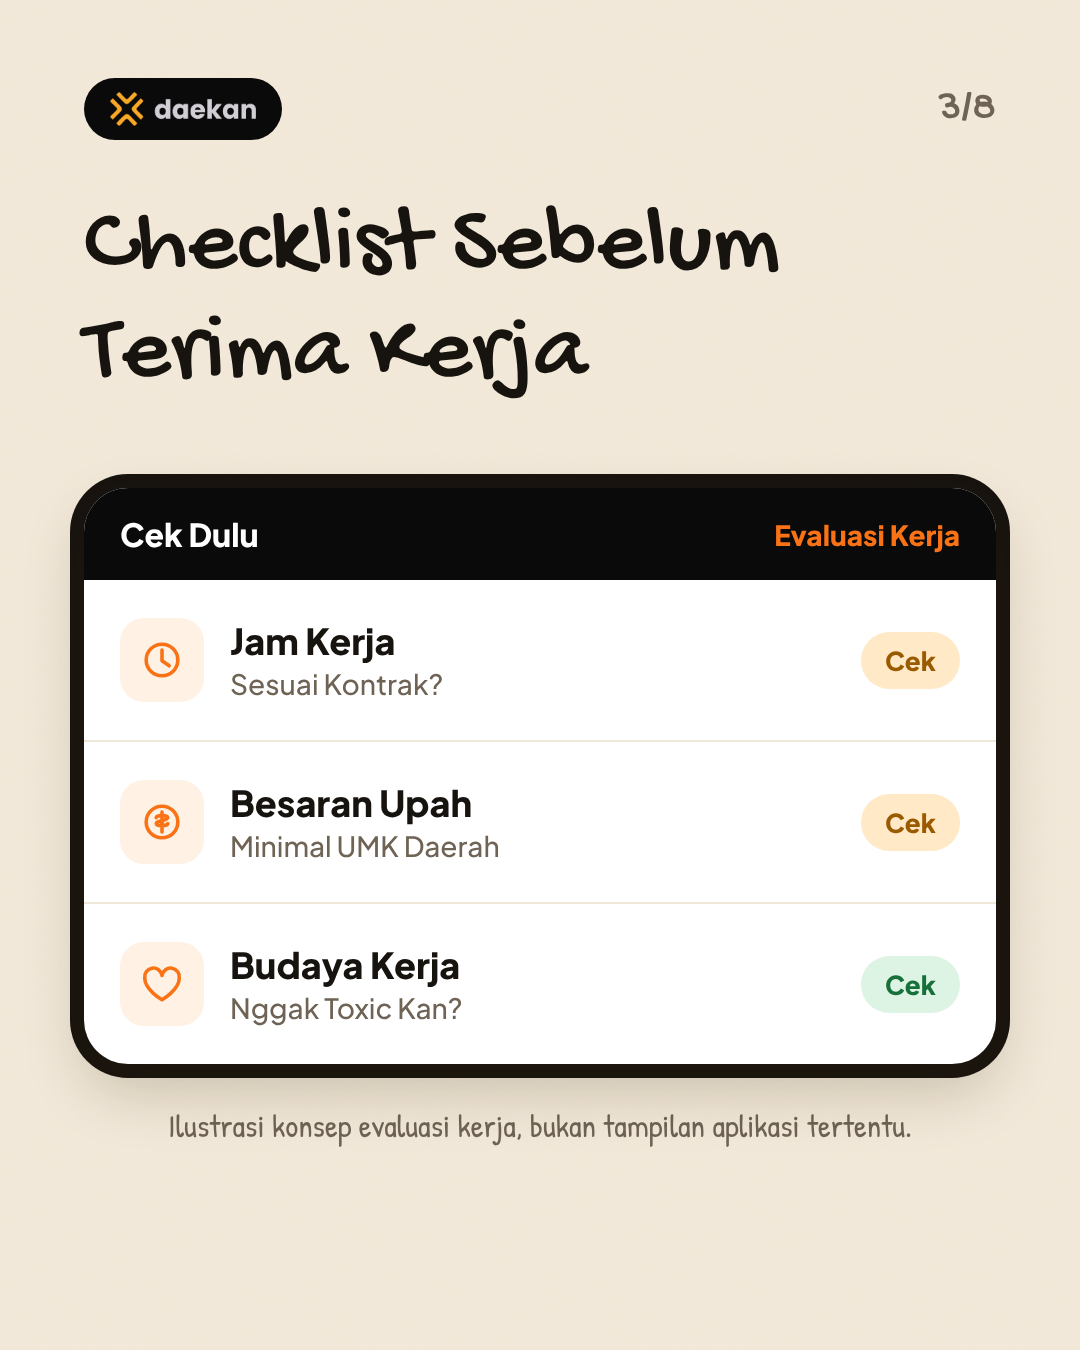 daekan
3/8
Checklist Sebelum
Terima Kerja
Cek Dulu
Evaluasi Kerja
Jam Kerja
Sesuai Kontrak?
Cek
Besaran Upah
Minimal UMK Daerah
Cek
Budaya Kerja
Nggak Toxic Kan?
Cek
Ilustrasi konsep evaluasi kerja, bukan tampilan aplikasi tertentu.